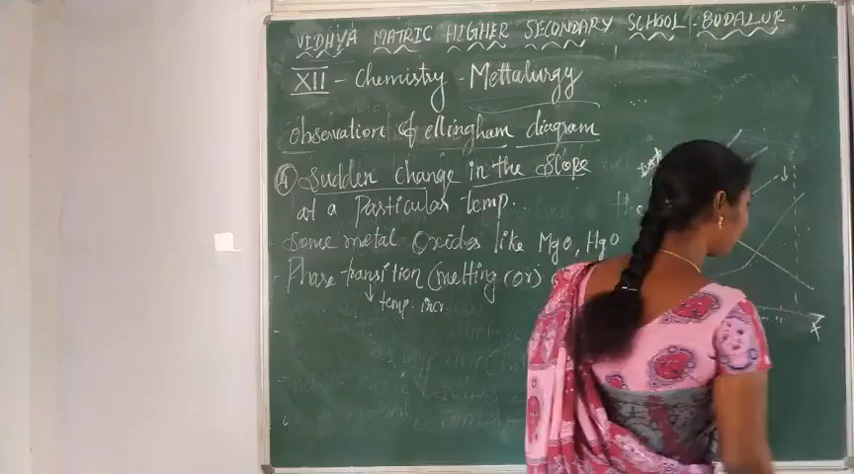 VIDHYA MATRIC HIGHER SECONDARY SCHOOL - BUDALUR
XII - Chemistry - Mettalurgy
Observation of ellingham diagram
④ Sudden change in the Slope
at a Particular temp.
Some metal Oxides like MgO, HgO
Phase transition (melting (or)
↓ temp. incr